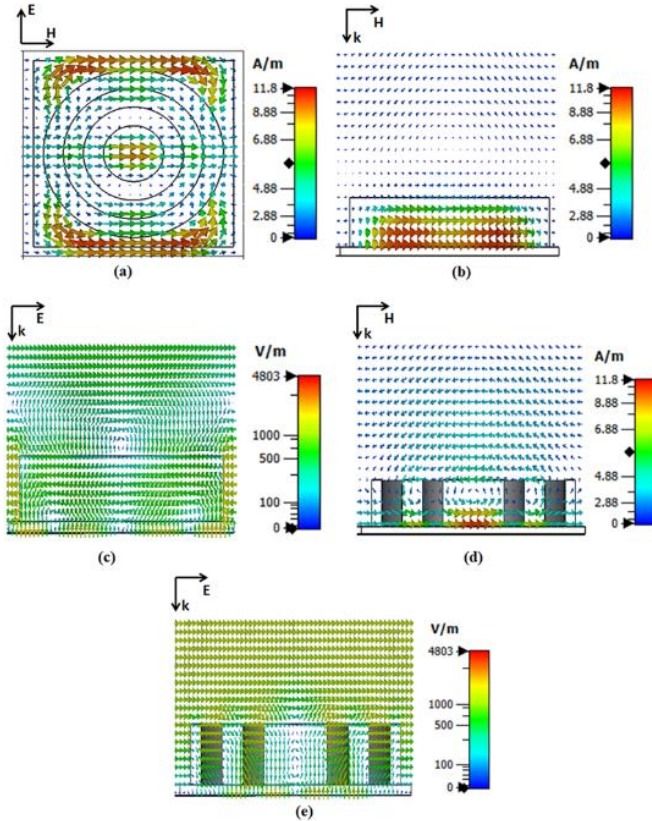 E
H
A/m
11.8
8.88
6.88
4.88
2.88
0
(a)
H
k
A/m
11.8
8.88
6.88
4.88
2.88
0
(b)
E
k
V/m
4803
1000
500
100
0
(c)
H
k
A/m
11.8
8.88
6.88
4.88
2.88
0
(d)
E
k
V/m
4803
1000
500
100
0
(e)